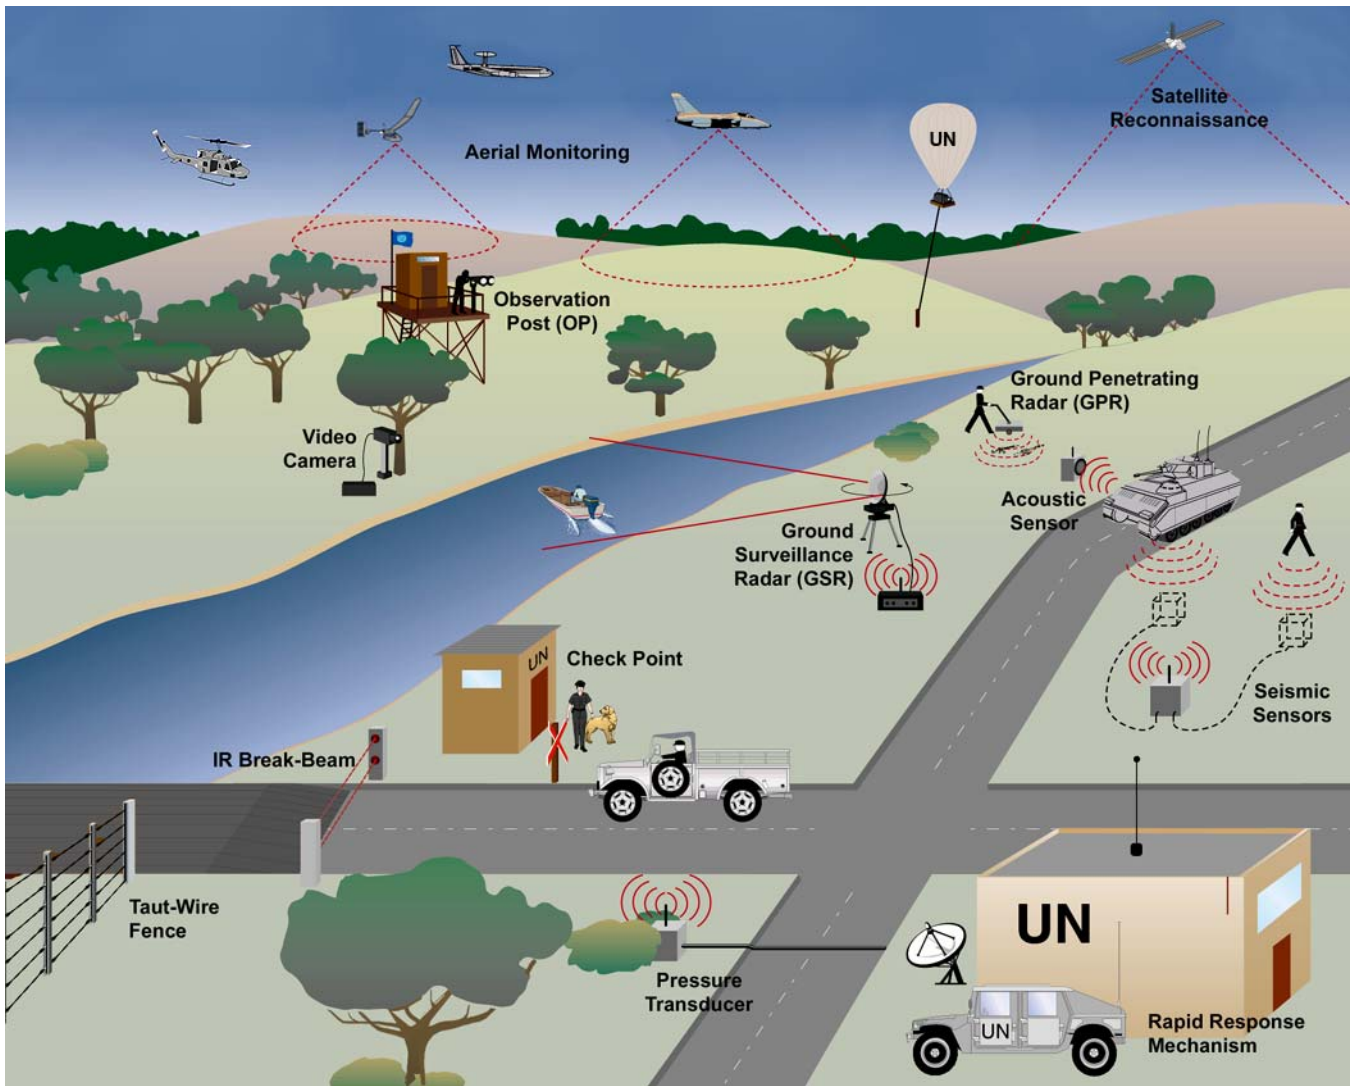 Satellite
Reconnaissance
Aerial Monitoring
UN
Observation
Post (OP)
Ground Penetrating
Radar (GPR)
Video
Camera
Acoustic
Sensor
Ground
Surveillance
Radar (GSR)
UN
Check Point
Seismic
Sensors
IR Break-Beam
Taut-Wire
Fence
UN
Pressure
Transducer
UN
Rapid Response
Mechanism